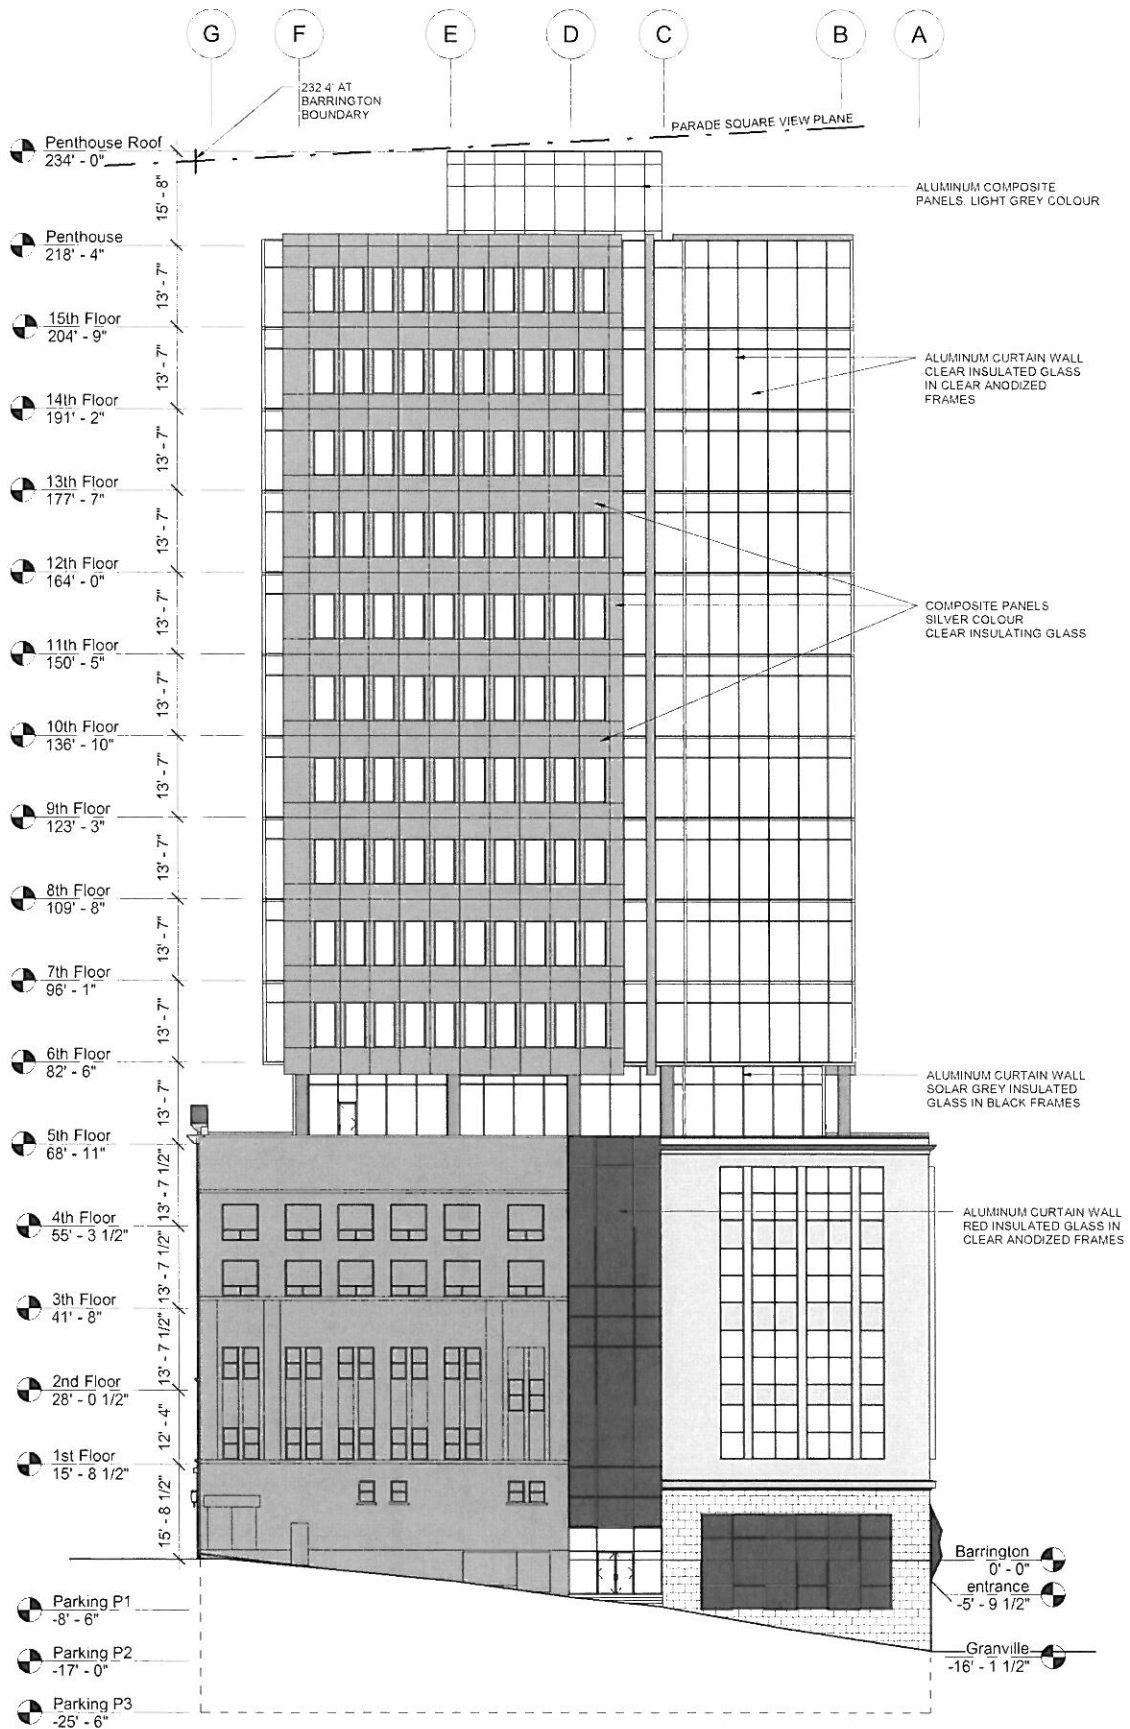 G F E D C B A
232.4' AT
BARRINGTON
BOUNDARY
PARADE SQUARE VIEW PLANE
Penthouse Roof
234' - 0"
15' - 8"
ALUMINUM COMPOSITE
PANELS. LIGHT GREY COLOUR
Penthouse
218' - 4"
13' - 7"
15th Floor
204' - 9"
13' - 7"
ALUMINUM CURTAIN WALL
CLEAR INSULATED GLASS
IN CLEAR ANODIZED
FRAMES
14th Floor
191' - 2"
13' - 7"
13th Floor
177' - 7"
13' - 7"
12th Floor
164' - 0"
13' - 7"
COMPOSITE PANELS
SILVER COLOUR
CLEAR INSULATING GLASS
11th Floor
150' - 5"
13' - 7"
10th Floor
136' - 10"
13' - 7"
9th Floor
123' - 3"
13' - 7"
8th Floor
109' - 8"
13' - 7"
7th Floor
96' - 1"
13' - 7"
6th Floor
82' - 6"
13' - 7"
ALUMINUM CURTAIN WALL
SOLAR GREY INSULATED
GLASS IN BLACK FRAMES
5th Floor
68' - 11"
13' - 7 1/2"
4th Floor
55' - 3 1/2"
13' - 7 1/2"
ALUMINUM CURTAIN WALL
RED INSULATED GLASS IN
CLEAR ANODIZED FRAMES
3th Floor
41' - 8"
13' - 7 1/2"
2nd Floor
28' - 0 1/2"
12' - 4"
1st Floor
15' - 8 1/2"
15' - 8 1/2"
Barrington
0' - 0"
entrance
-5' - 9 1/2"
Parking P1
-8' - 6"
Granville
-16' - 1 1/2"
Parking P2
-17' - 0"
Parking P3
-25' - 6"